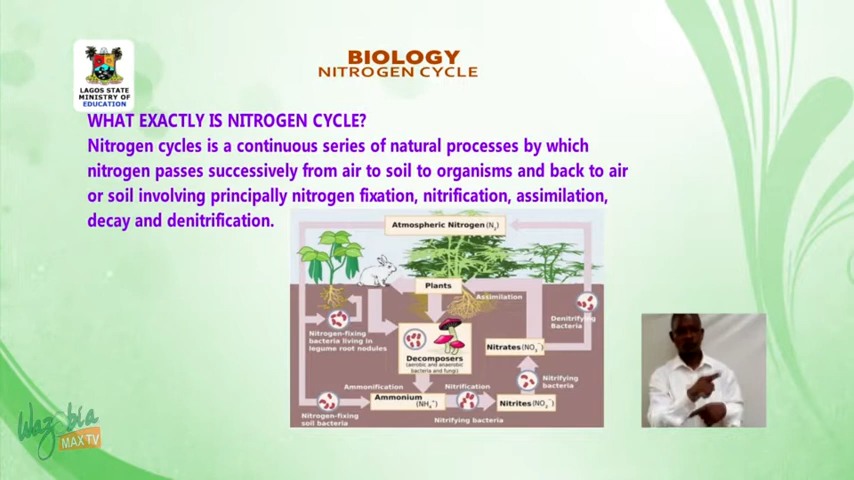 BIOLOGY
NITROGEN CYCLE
LAGOS STATE
MINISTRY OF
EDUCATION
WHAT EXACTLY IS NITROGEN CYCLE?
Nitrogen cycles is a continuous series of natural processes by which
nitrogen passes successively from air to soil to organisms and back to air
or soil involving principally nitrogen fixation, nitrification, assimilation,
decay and denitrification.
Atmospheric Nitrogen (N₂)
Plants
Assimilation
Denitrifying
Bacteria
Nitrogen-fixing
bacteria living in
legume root nodules
Nitrates (NO₃⁻)
Decomposers
(aerobic and anaerobic
bacteria and fungi)
Nitrifying
bacteria
Ammonification
Nitrification
Ammonium
(NH₄⁺)
Nitrites (NO₂⁻)
Nitrogen-fixing
soil bacteria
Nitrifying bacteria
Wazobia
MAX TV